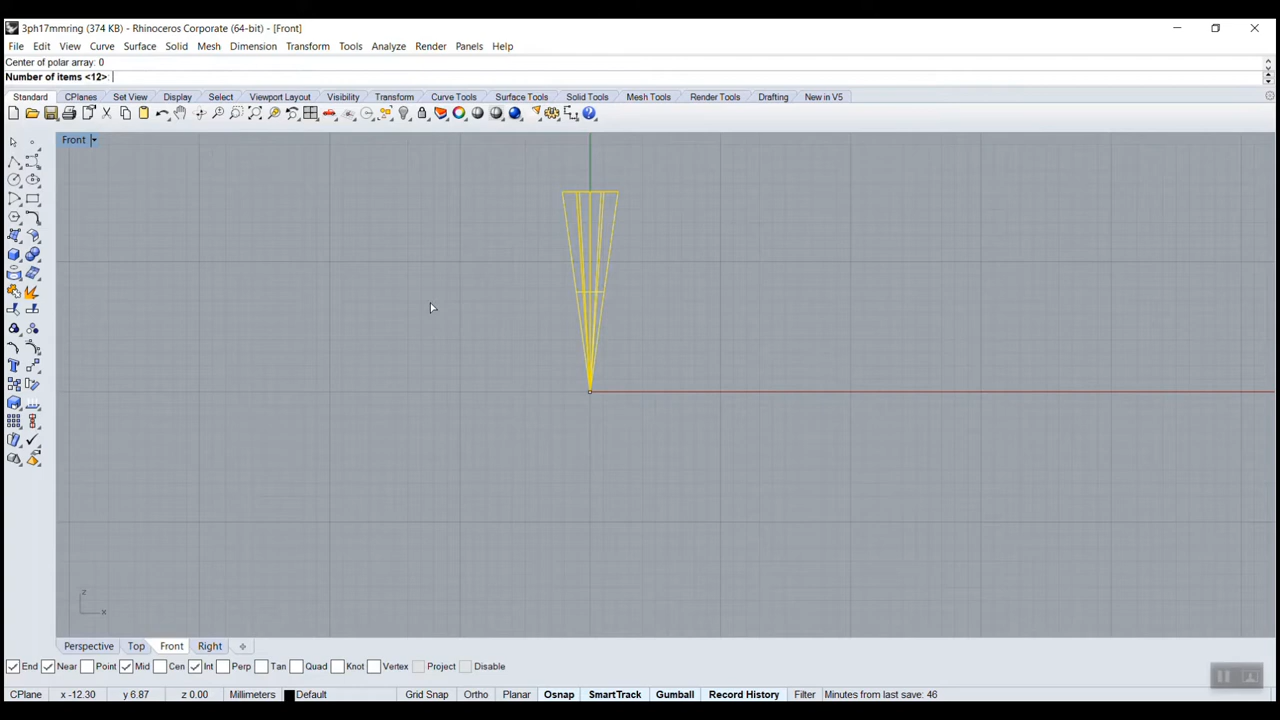 3ph17mmring (374 KB) - Rhinoceros Corporate (64-bit) - [Front]
File Edit View Curve Surface Solid Mesh Dimension Transform Tools Analyze Render Panels Help
Center of polar array: 0
Number of items <12>:
Standard CPlanes Set View Display Select Viewport Layout Visibility Transform Curve Tools Surface Tools Solid Tools Mesh Tools Render Tools Drafting New in V5
Front
z
x
Perspective Top Front Right
End Near Point Mid Cen Int Perp Tan Quad Knot Vertex Project Disable
CPlane x -12.30 y 6.87 z 0.00 Millimeters Default Grid Snap Ortho Planar Osnap SmartTrack Gumball Record History Filter Minutes from last save: 46